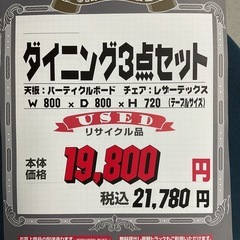 ダイニング3点セット
天板：パーティクルボード チェア：レザーテックス
W 800 × D 800 × H 720 (テーブルサイズ)
USED
リサイクル品
本体
価格
19,800 円
税込 21,780 円